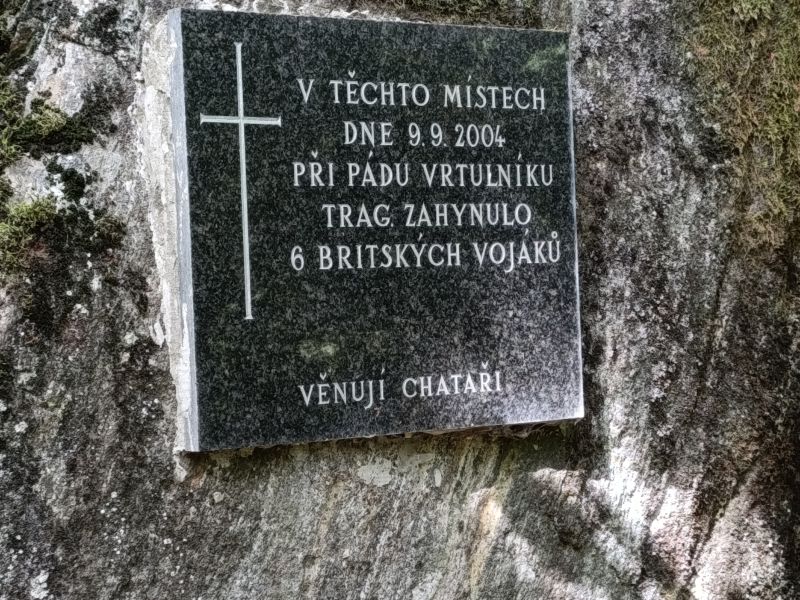 V TĚCHTO MÍSTECH
DNE 9.9.2004
PŘI PÁDU VRTULNÍKU
TRAG. ZAHYNULO
6 BRITSKÝCH VOJÁKŮ
VĚNUJÍ CHATAŘI